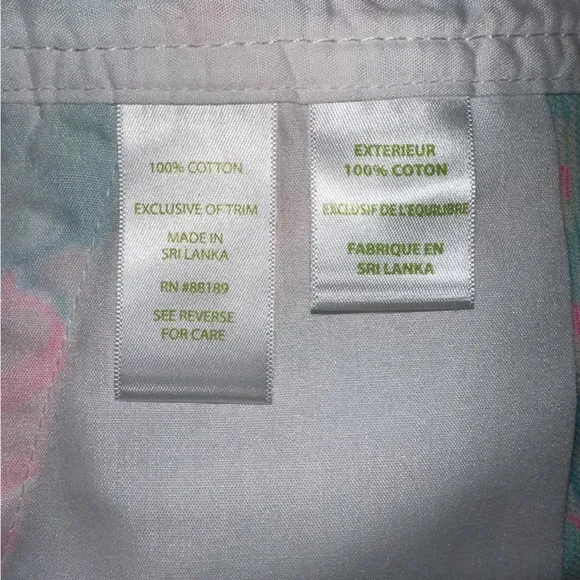 100% COTTON
EXCLUSIVE OF TRIM
MADE IN
SRI LANKA
RN #88189
SEE REVERSE
FOR CARE
EXTERIEUR
100% COTON
EXCLUSIF DE L'EQUILIBRE
FABRIQUE EN
SRI LANKA